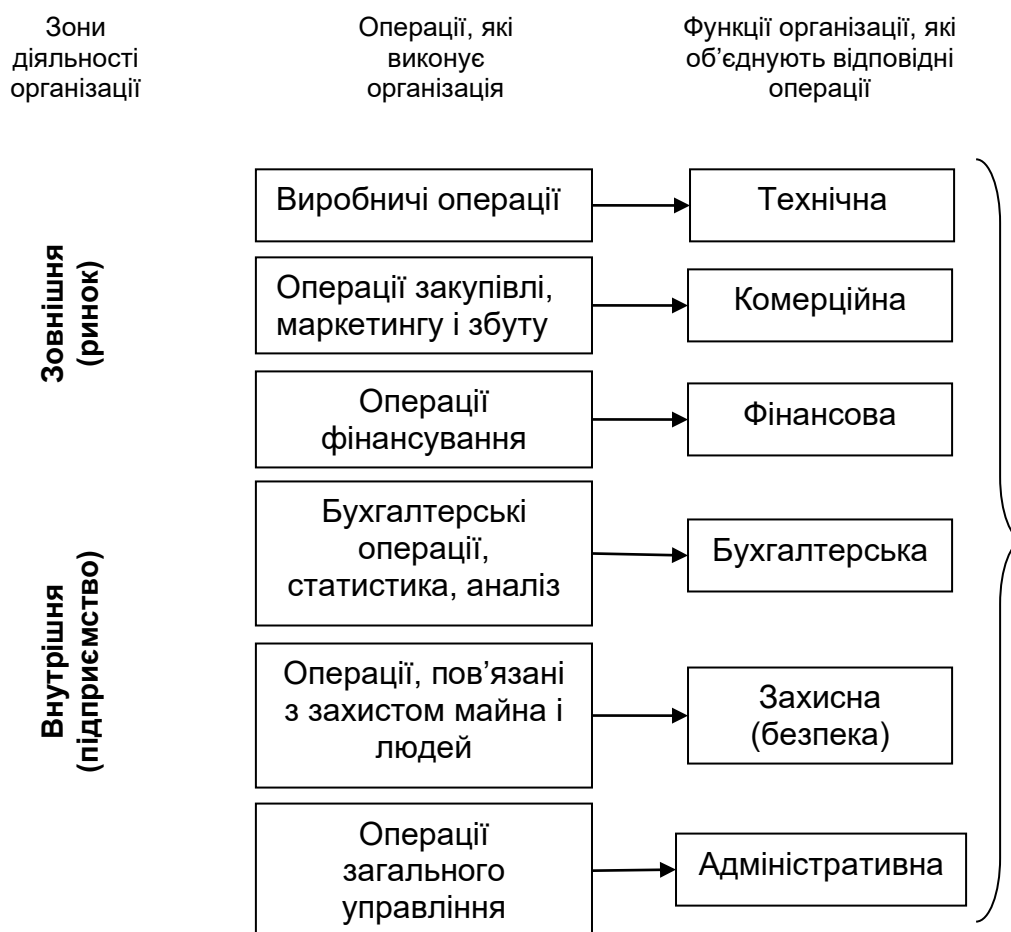 Зони
діяльності
організації
Операції, які
виконує
організація
Функції організації, які
об’єднують відповідні
операції
Зовнішня
(ринок)
Виробничі операції
Технічна
Операції закупівлі,
маркетингу і збуту
Комерційна
Операції
фінансування
Фінансова
Внутрішня
(підприємство)
Бухгалтерські
операції,
статистика, аналіз
Бухгалтерська
Операції, пов’язані
з захистом майна і
людей
Захисна
(безпека)
Операції
загального
управління
Адміністративна